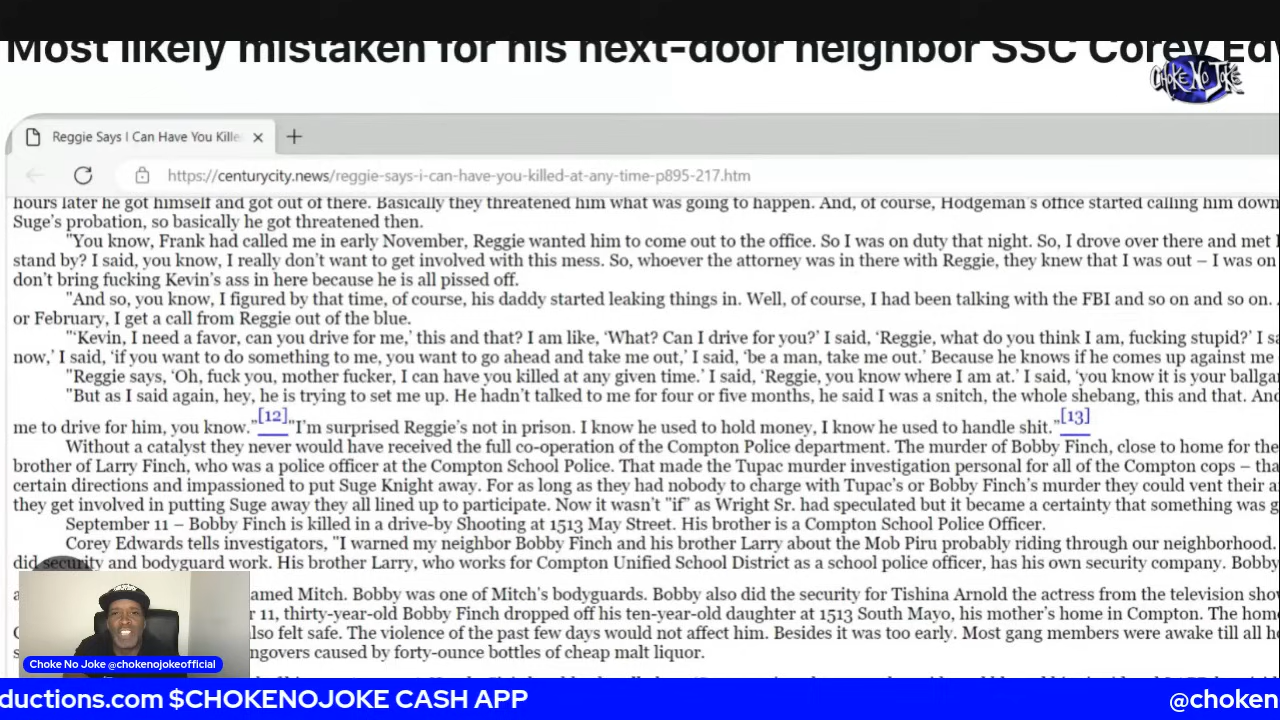 Most likely mistaken for his next-door neighbor SSC Corey Edw
CHOKE NO JOKE
Reggie Says I Can Have You Kille
https://centurycity.news/reggie-says-i-can-have-you-killed-at-any-time-p895-217.htm
hours later he got himself and got out of there. Basically they threatened him what was going to happen. And, of course, Hodgeman's office started calling him down
Suge's probation, so basically he got threatened then.
"You know, Frank had called me in early November, Reggie wanted him to come out to the office. So I was on duty that night. So, I drove over there and met
stand by? I said, you know, I really don't want to get involved with this mess. So, whoever the attorney was in there with Reggie, they knew that I was out – I was on
don't bring fucking Kevin's ass in here because he is all pissed off.
"And so, you know, I figured by that time, of course, his daddy started leaking things in. Well, of course, I had been talking with the FBI and so on and so on.
or February, I get a call from Reggie out of the blue.
"'Kevin, I need a favor, can you drive for me,' this and that? I am like, 'What? Can I drive for you?' I said, 'Reggie, what do you think I am, fucking stupid?' I sa
now,' I said, 'if you want to do something to me, you want to go ahead and take me out,' I said, 'be a man, take me out.' Because he knows if he comes up against me
"Reggie says, 'Oh, fuck you, mother fucker, I can have you killed at any given time.' I said, 'Reggie, you know where I am at.' I said, 'you know it is your ballga
"But as I said again, hey, he is trying to set me up. He hadn't talked to me for four or five months, he said I was a snitch, the whole shebang, this and that. And
me to drive for him, you know."[12] "I'm surprised Reggie's not in prison. I know he used to hold money, I know he used to handle shit."[13]
Without a catalyst they never would have received the full co-operation of the Compton Police department. The murder of Bobby Finch, close to home for the
brother of Larry Finch, who was a police officer at the Compton School Police. That made the Tupac murder investigation personal for all of the Compton cops – tha
certain directions and impassioned to put Suge Knight away. For as long as they had nobody to charge with Tupac's or Bobby Finch's murder they could vent their a
they get involved in putting Suge away they all lined up to participate. Now it wasn't "if" as Wright Sr. had speculated but it became a certainty that something was g
September 11 – Bobby Finch is killed in a drive-by Shooting at 1513 May Street. His brother is a Compton School Police Officer.
Corey Edwards tells investigators, "I warned my neighbor Bobby Finch and his brother Larry about the Mob Piru probably riding through our neighborhood.
did security and bodyguard work. His brother Larry, who works for Compton Unified School District as a school police officer, has his own security company. Bobby
amed Mitch. Bobby was one of Mitch's bodyguards. Bobby also did the security for Tishina Arnold the actress from the television sho
r 11, thirty-year-old Bobby Finch dropped off his ten-year-old daughter at 1513 South Mayo, his mother's home in Compton. The hom
lso felt safe. The violence of the past few days would not affect him. Besides it was too early. Most gang members were awake till all h
ngovers caused by forty-ounce bottles of cheap malt liquor.
Choke No Joke @chokenojokeofficial
ductions.com $CHOKENOJOKE CASH APP
@choken